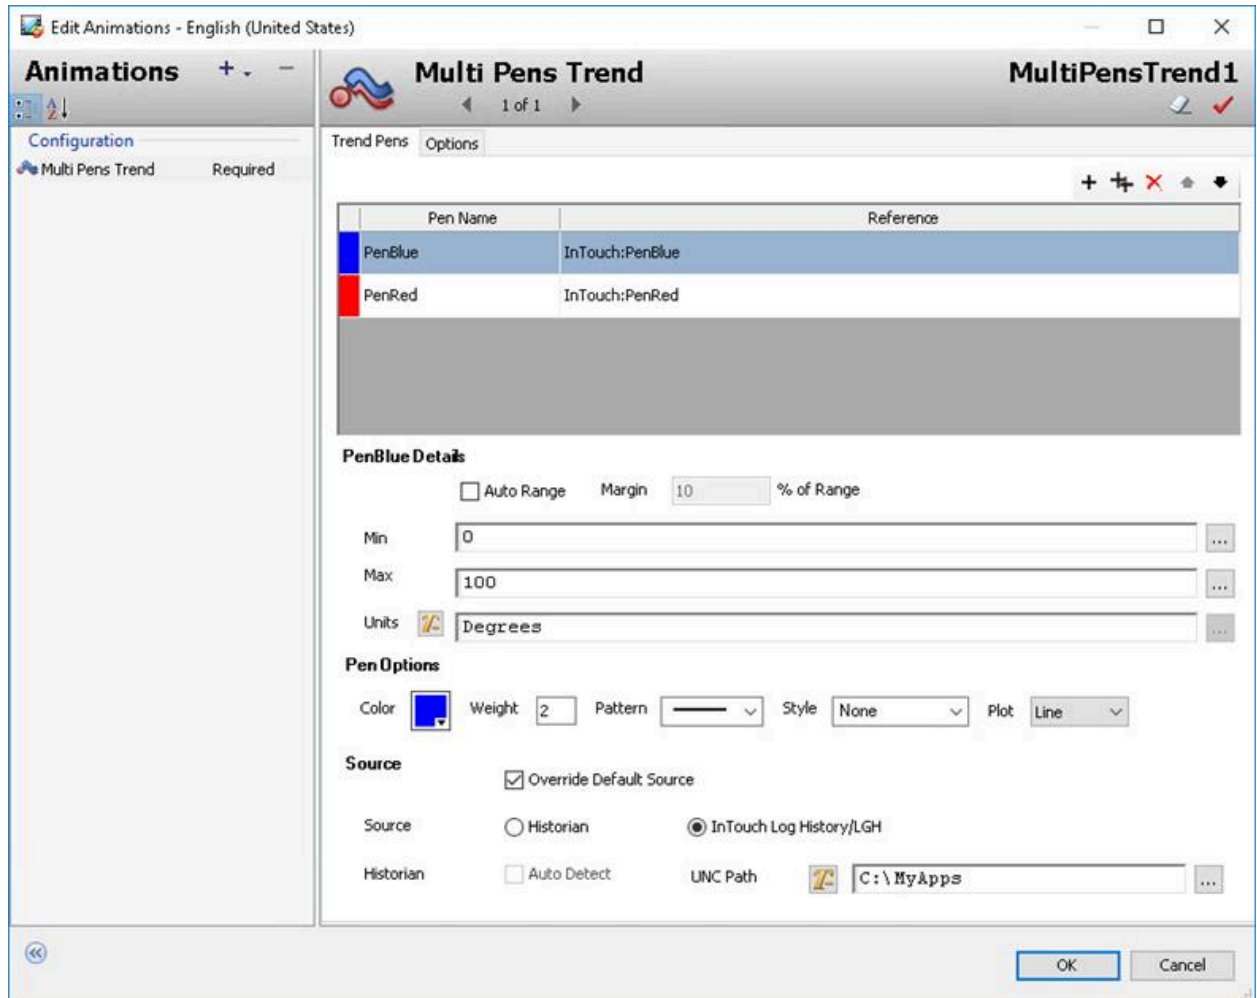 Edit Animations - English (United States)
Animations
Multi Pens Trend
MultiPensTrend1
1 of 1
Configuration
Multi Pens Trend Required
Trend Pens Options
Pen Name Reference
PenBlue InTouch:PenBlue
PenRed InTouch:PenRed
PenBlue Details
Auto Range Margin 10 % of Range
Min 0 ...
Max 100 ...
Units Degrees ...
Pen Options
Color Weight 2 Pattern Style None Plot Line
Source
Override Default Source
Source Historian InTouch Log History/LGH
Historian Auto Detect UNC Path C:\MyApps ...
OK Cancel